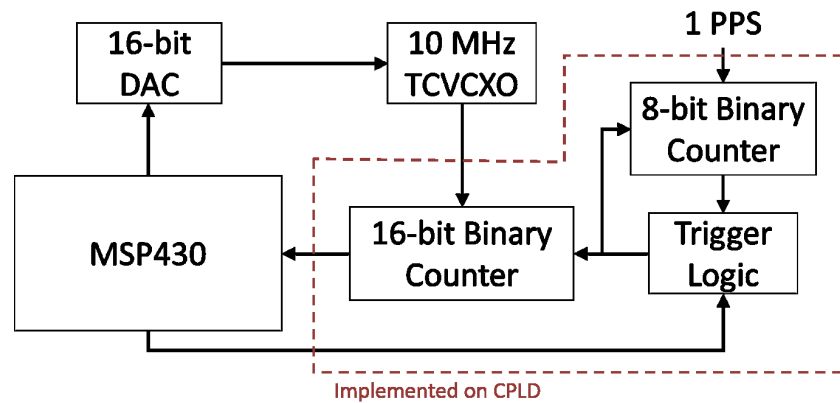 16-bit
DAC
10 MHz
TCVCXO
1 PPS
8-bit Binary
Counter
MSP430
16-bit Binary
Counter
Trigger
Logic
Implemented on CPLD